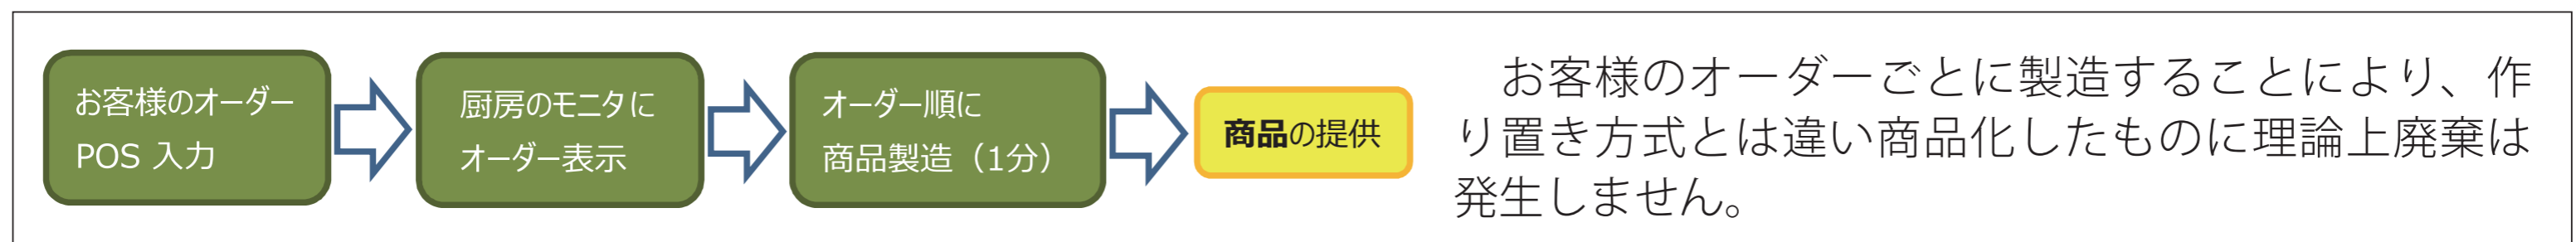 お客様のオーダー
POS 入力
厨房のモニタに
オーダー表示
オーダー順に
商品製造（1分）
商品の提供
　お客様のオーダーごとに製造することにより、作
り置き方式とは違い商品化したものに理論上廃棄は
発生しません。